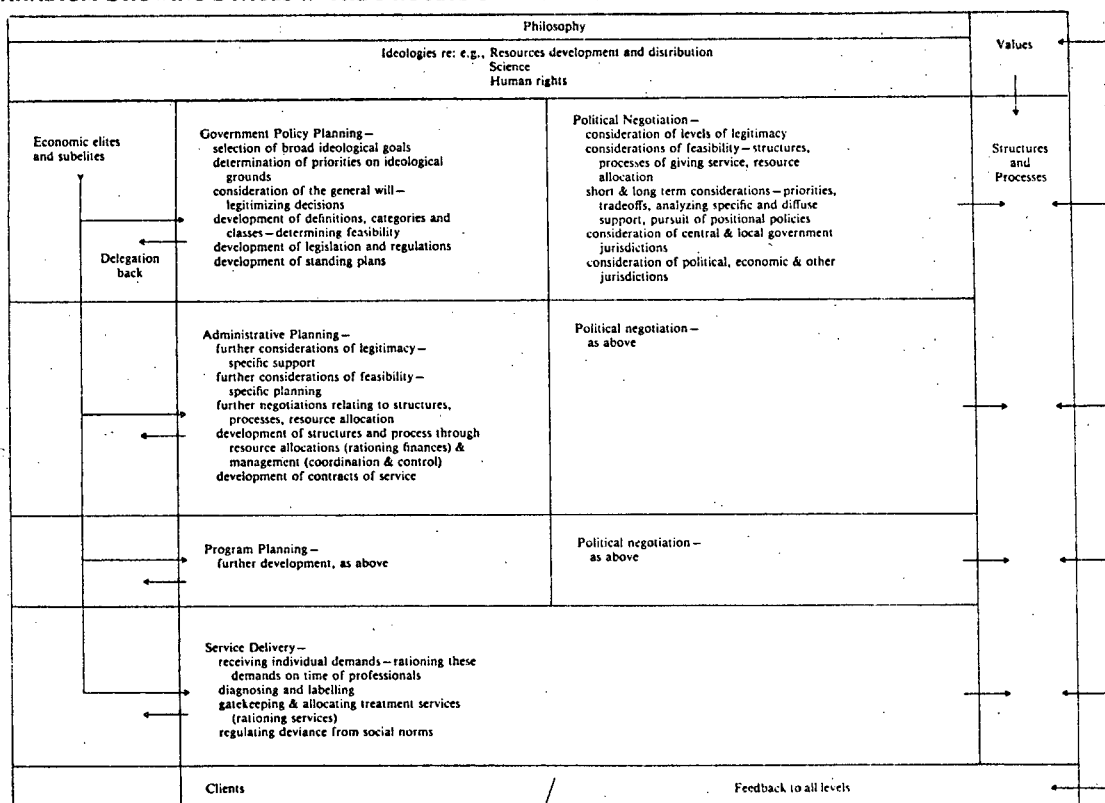 Philosophy
Ideologies re: e.g., Resources development and distribution
Science
Human rights
Values
Economic elites
and subelites
Delegation
back
Government Policy Planning—
selection of broad ideological goals
determination of priorities on ideological
grounds
consideration of the general will—
legitimizing decisions
development of definitions, categories and
classes—determining feasibility
development of legislation and regulations
development of standing plans
Political Negotiation—
consideration of levels of legitimacy
considerations of feasibility—structures,
processes of giving service, resource
allocation
short & long term considerations—priorities,
tradeoffs, analyzing specific and diffuse
support, pursuit of positional policies
consideration of central & local government
jurisdictions
consideration of political, economic & other
jurisdictions
Structures
and
Processes
Administrative Planning—
further considerations of legitimacy—
specific support
further considerations of feasibility—
specific planning
further negotiations relating to structures,
processes, resource allocation
development of structures and process through
resource allocations (rationing finances) &
management (coordination & control)
development of contracts of service
Political negotiation—
as above
Program Planning—
further development, as above
Political negotiation—
as above
Service Delivery—
receiving individual demands—rationing these
demands on time of professionals
diagnosing and labelling
gatekeeping & allocating treatment services
(rationing services)
regulating deviance from social norms
Clients
/
Feedback to all levels